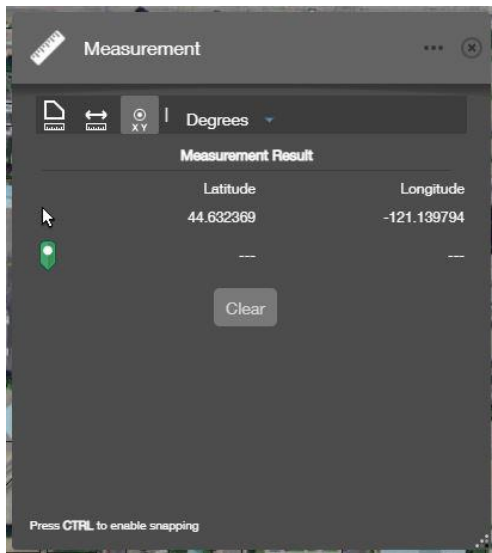 Measurement
X Y
Degrees
Measurement Result
Latitude Longitude
44.632369 -121.139794
--- ---
Clear
Press CTRL to enable snapping